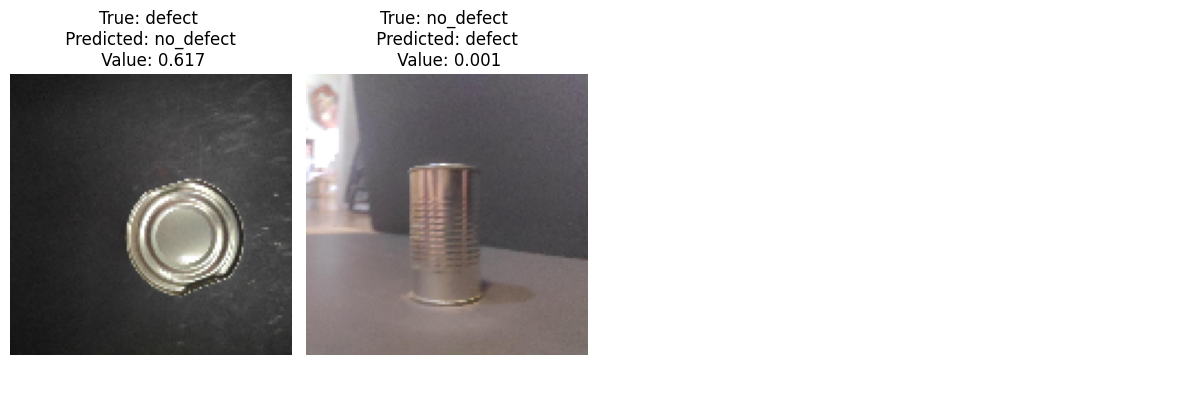 True: defect
Predicted: no_defect
Value: 0.617
True: no_defect
Predicted: defect
Value: 0.001